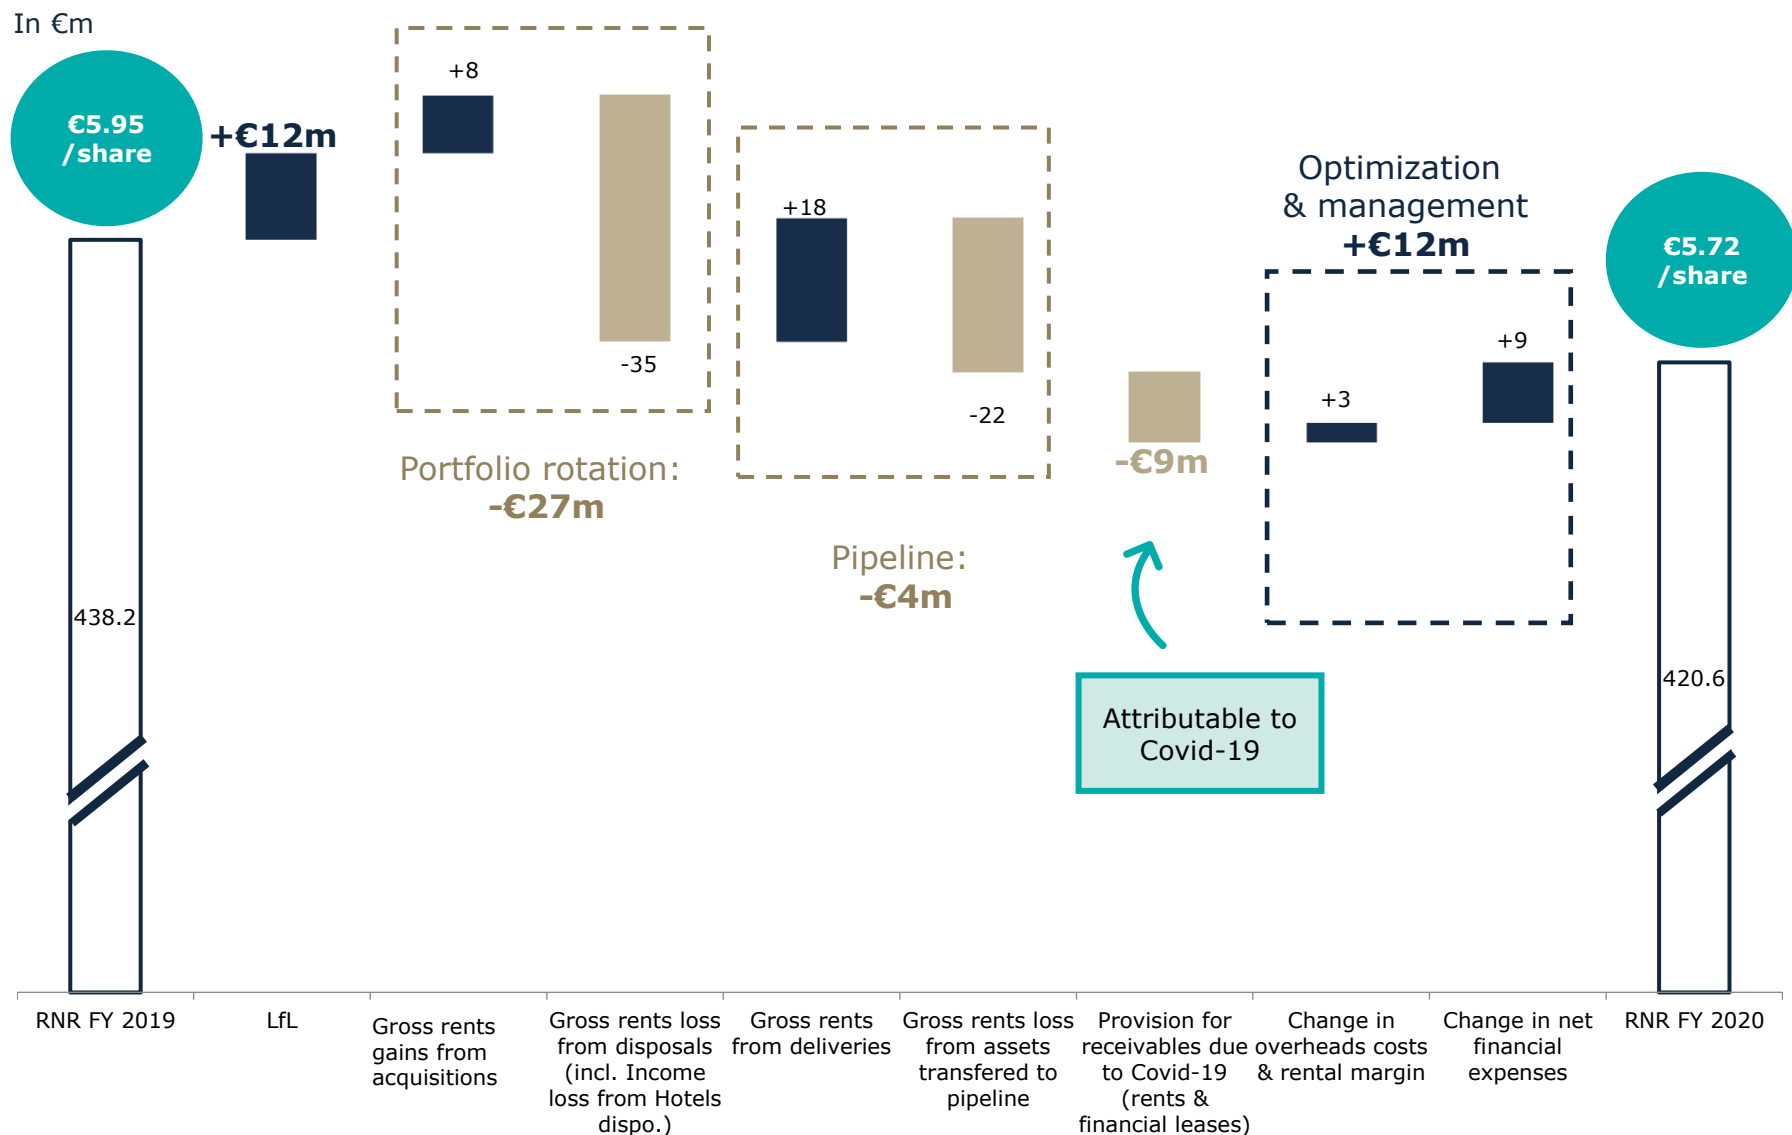 In €m
€5.95
/share
+€12m
+8
-35
Portfolio rotation:
-€27m
+18
-22
Pipeline:
-€4m
-€9m
Attributable to
Covid-19
Optimization
& management
+€12m
+3
+9
€5.72
/share
438.2
420.6
RNR FY 2019
LfL
Gross rents
gains from
acquisitions
Gross rents loss
from disposals
(incl. Income
loss from Hotels
dispo.)
Gross rents
from deliveries
Gross rents loss
from assets
transfered to
pipeline
Provision for
receivables due
to Covid-19
(rents &
financial leases)
Change in
overheads costs
& rental margin
Change in net
financial
expenses
RNR FY 2020